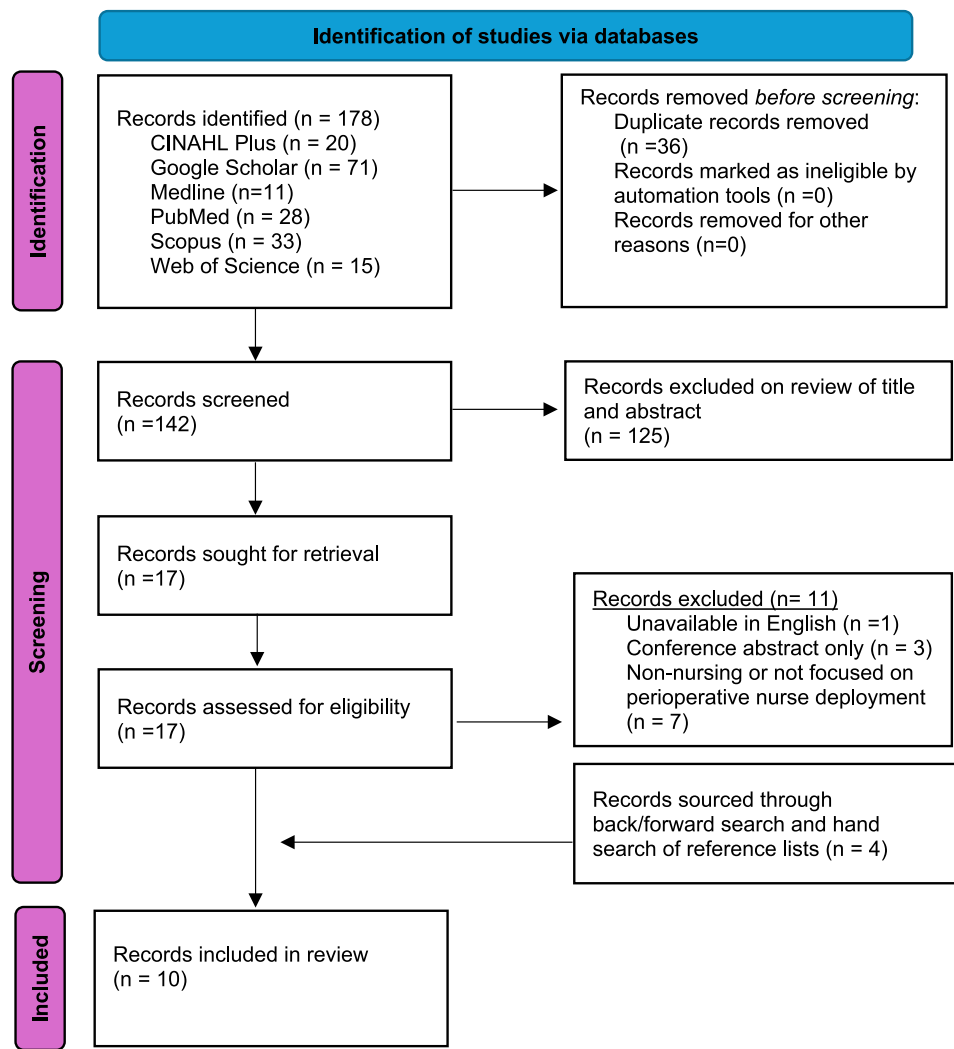 Identification of studies via databases
Identification
Records identified (n = 178)
CINAHL Plus (n = 20)
Google Scholar (n = 71)
Medline (n=11)
PubMed (n = 28)
Scopus (n = 33)
Web of Science (n = 15)
Records removed before screening:
Duplicate records removed
(n =36)
Records marked as ineligible by
automation tools (n =0)
Records removed for other
reasons (n=0)
Screening
Records screened
(n =142)
Records excluded on review of title
and abstract
(n = 125)
Records sought for retrieval
(n =17)
Records assessed for eligibility
(n =17)
Records excluded (n= 11)
Unavailable in English (n =1)
Conference abstract only (n = 3)
Non-nursing or not focused on
perioperative nurse deployment
(n = 7)
Records sourced through
back/forward search and hand
search of reference lists (n = 4)
Included
Records included in review
(n = 10)